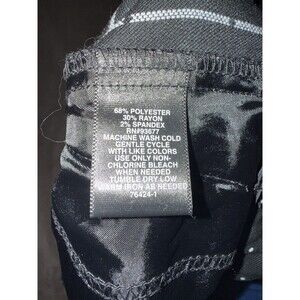 68% POLYESTER
30% RAYON
2% SPANDEX
RN#93677
MACHINE WASH COLD
GENTLE CYCLE
WITH LIKE COLORS
USE ONLY NON-
CHLORINE BLEACH
WHEN NEEDED
TUMBLE DRY LOW
WARM IRON AS NEEDED
76424-1